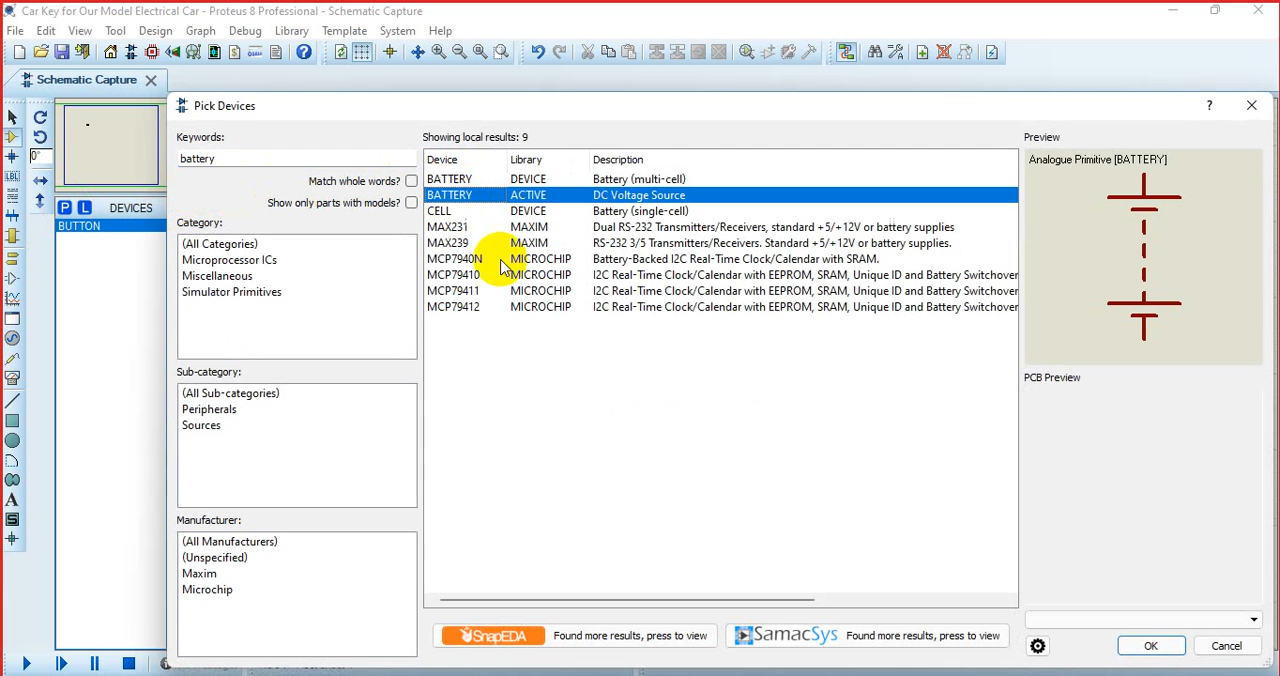 Car Key for Our Model Electrical Car - Proteus 8 Professional - Schematic Capture
File Edit View Tool Design Graph Debug Library Template System Help
Schematic Capture
Pick Devices
?
Keywords:
battery
Match whole words?
Show only parts with models?
Category:
(All Categories)
Microprocessor ICs
Miscellaneous
Simulator Primitives
Sub-category:
(All Sub-categories)
Peripherals
Sources
Manufacturer:
(All Manufacturers)
(Unspecified)
Maxim
Microchip
0°
LBL
P L DEVICES
BUTTON
A
S
Showing local results: 9
Device Library Description
BATTERY DEVICE Battery (multi-cell)
BATTERY ACTIVE DC Voltage Source
CELL DEVICE Battery (single-cell)
MAX231 MAXIM Dual RS-232 Transmitters/Receivers, standard +5/+12V or battery supplies
MAX239 MAXIM RS-232 3/5 Transmitters/Receivers. Standard +5/+12V or battery supplies.
MCP7940N MICROCHIP Battery-Backed I2C Real-Time Clock/Calendar with SRAM.
MCP79410 MICROCHIP I2C Real-Time Clock/Calendar with EEPROM, SRAM, Unique ID and Battery Switchover
MCP79411 MICROCHIP I2C Real-Time Clock/Calendar with EEPROM, SRAM, Unique ID and Battery Switchover
MCP79412 MICROCHIP I2C Real-Time Clock/Calendar with EEPROM, SRAM, Unique ID and Battery Switchover
SnapEDA Found more results, press to view
SamacSys Found more results, press to view
Preview
Analogue Primitive [BATTERY]
PCB Preview
OK
Cancel